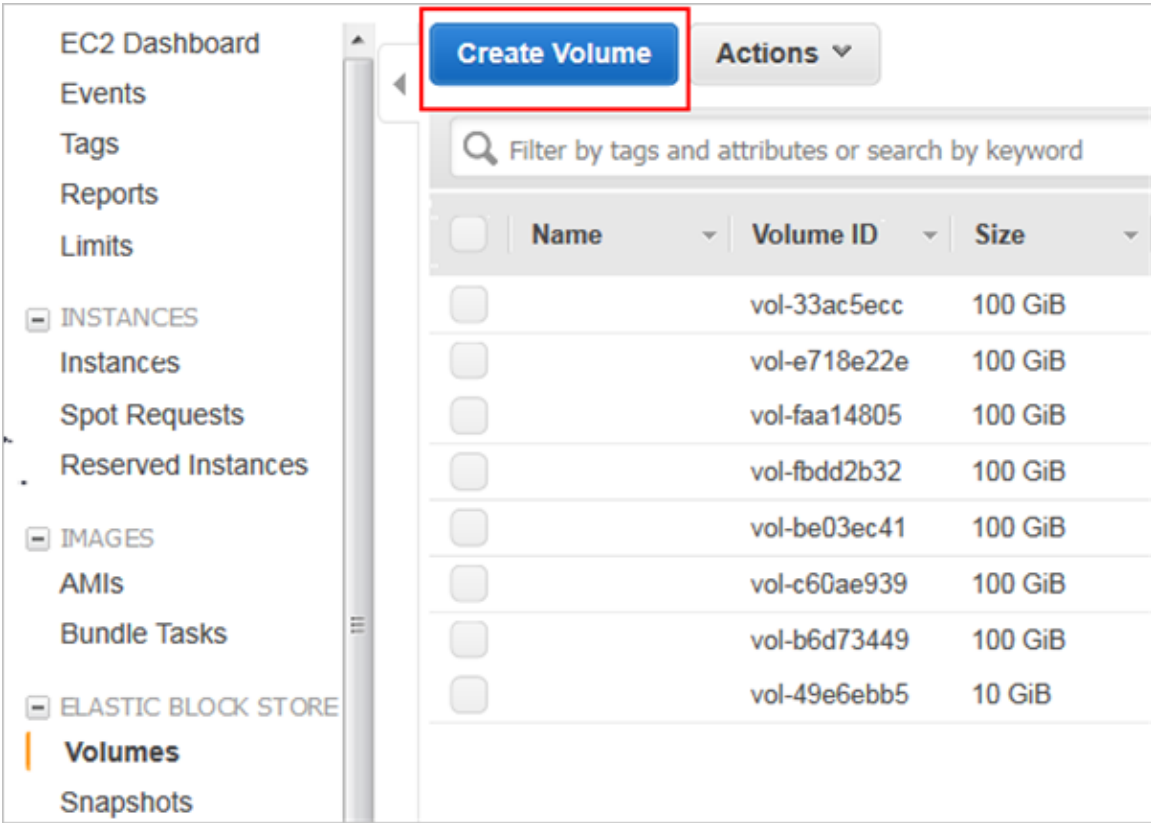 EC2 Dashboard
Events
Tags
Reports
Limits
INSTANCES
Instances
Spot Requests
Reserved Instances
IMAGES
AMIs
Bundle Tasks
ELASTIC BLOCK STORE
Volumes
Snapshots
Create Volume Actions
Filter by tags and attributes or search by keyword
Name Volume ID Size
vol-33ac5ecc 100 GiB
vol-e718e22e 100 GiB
vol-faa14805 100 GiB
vol-fbdd2b32 100 GiB
vol-be03ec41 100 GiB
vol-c60ae939 100 GiB
vol-b6d73449 100 GiB
vol-49e6ebb5 10 GiB